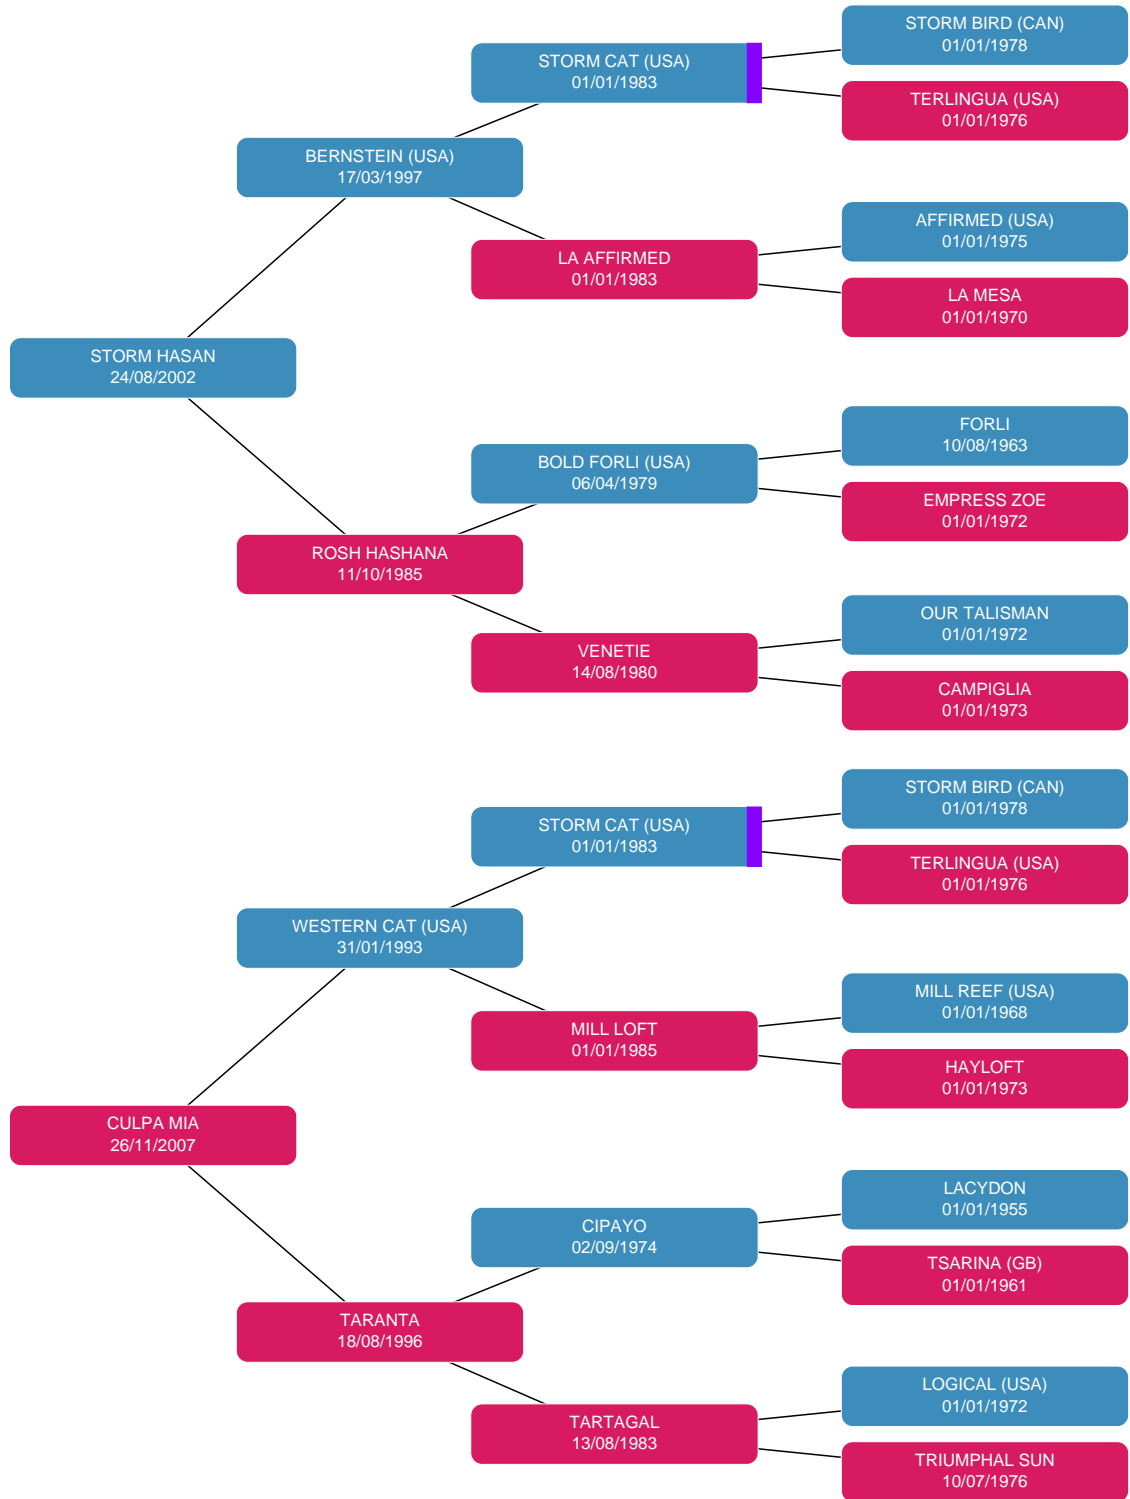 STORM BIRD (CAN)
01/01/1978
STORM CAT (USA)
01/01/1983
TERLINGUA (USA)
01/01/1976
BERNSTEIN (USA)
17/03/1997
AFFIRMED (USA)
01/01/1975
LA AFFIRMED
01/01/1983
LA MESA
01/01/1970
STORM HASAN
24/08/2002
FORLI
10/08/1963
BOLD FORLI (USA)
06/04/1979
EMPRESS ZOE
01/01/1972
ROSH HASHANA
11/10/1985
OUR TALISMAN
01/01/1972
VENETIE
14/08/1980
CAMPIGLIA
01/01/1973
STORM BIRD (CAN)
01/01/1978
STORM CAT (USA)
01/01/1983
TERLINGUA (USA)
01/01/1976
WESTERN CAT (USA)
31/01/1993
MILL REEF (USA)
01/01/1968
MILL LOFT
01/01/1985
HAYLOFT
01/01/1973
CULPA MIA
26/11/2007
LACYDON
01/01/1955
CIPAYO
02/09/1974
TSARINA (GB)
01/01/1961
TARANTA
18/08/1996
LOGICAL (USA)
01/01/1972
TARTAGAL
13/08/1983
TRIUMPHAL SUN
10/07/1976